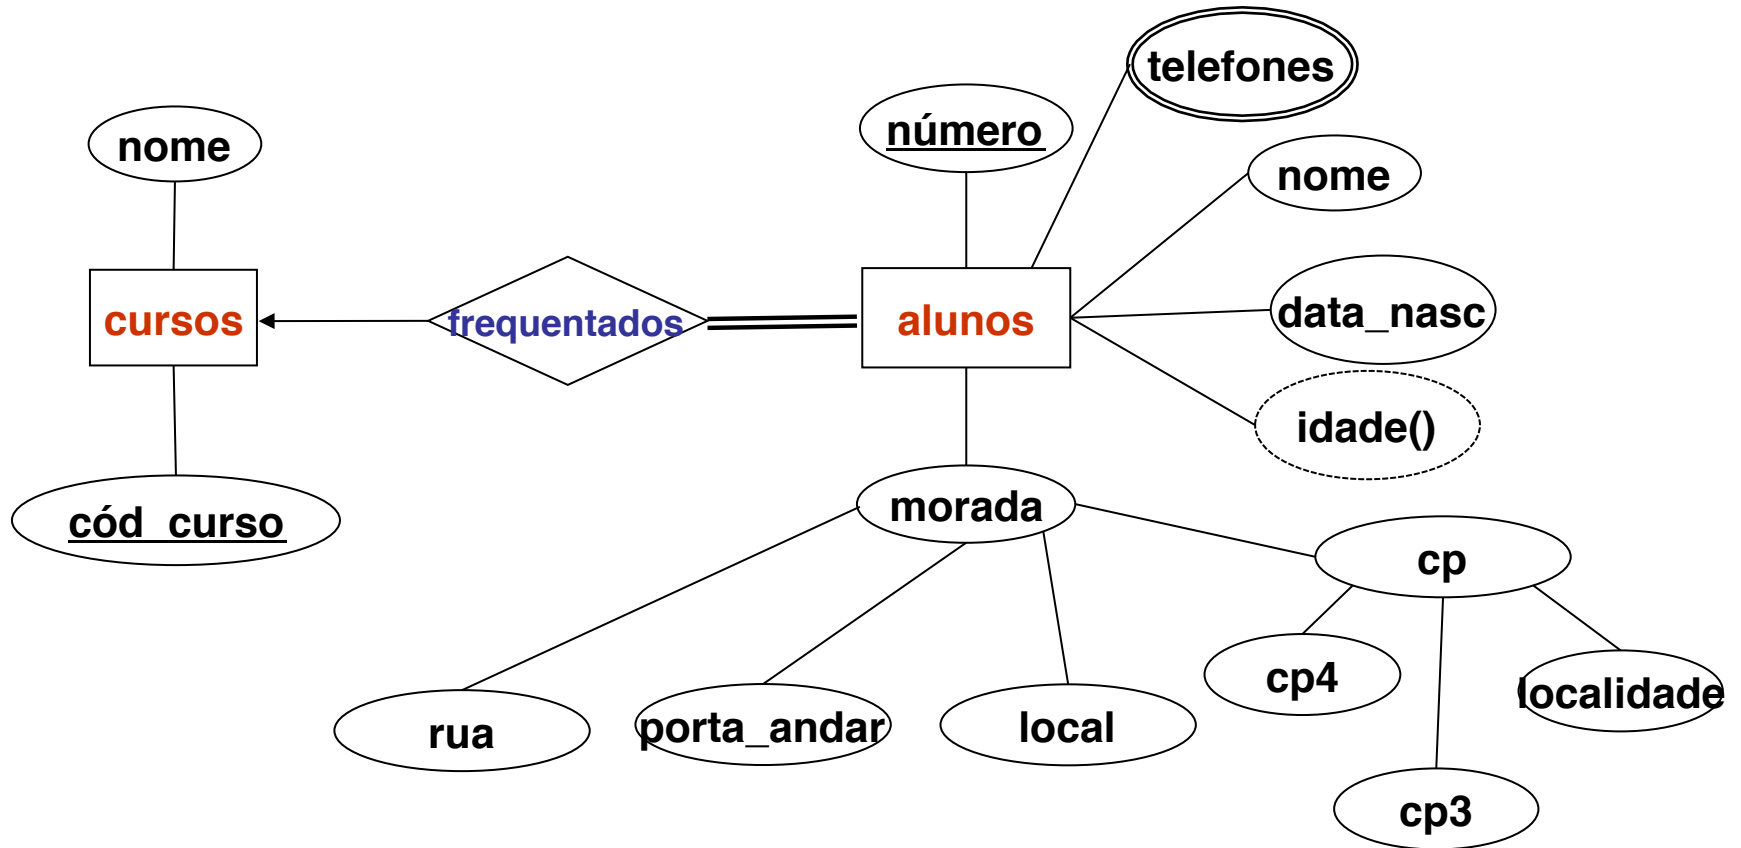 telefones
número
nome
nome
data_nasc
cursos
frequentados
alunos
idade()
morada
cód_curso
cp
cp4
localidade
rua
porta_andar
local
cp3